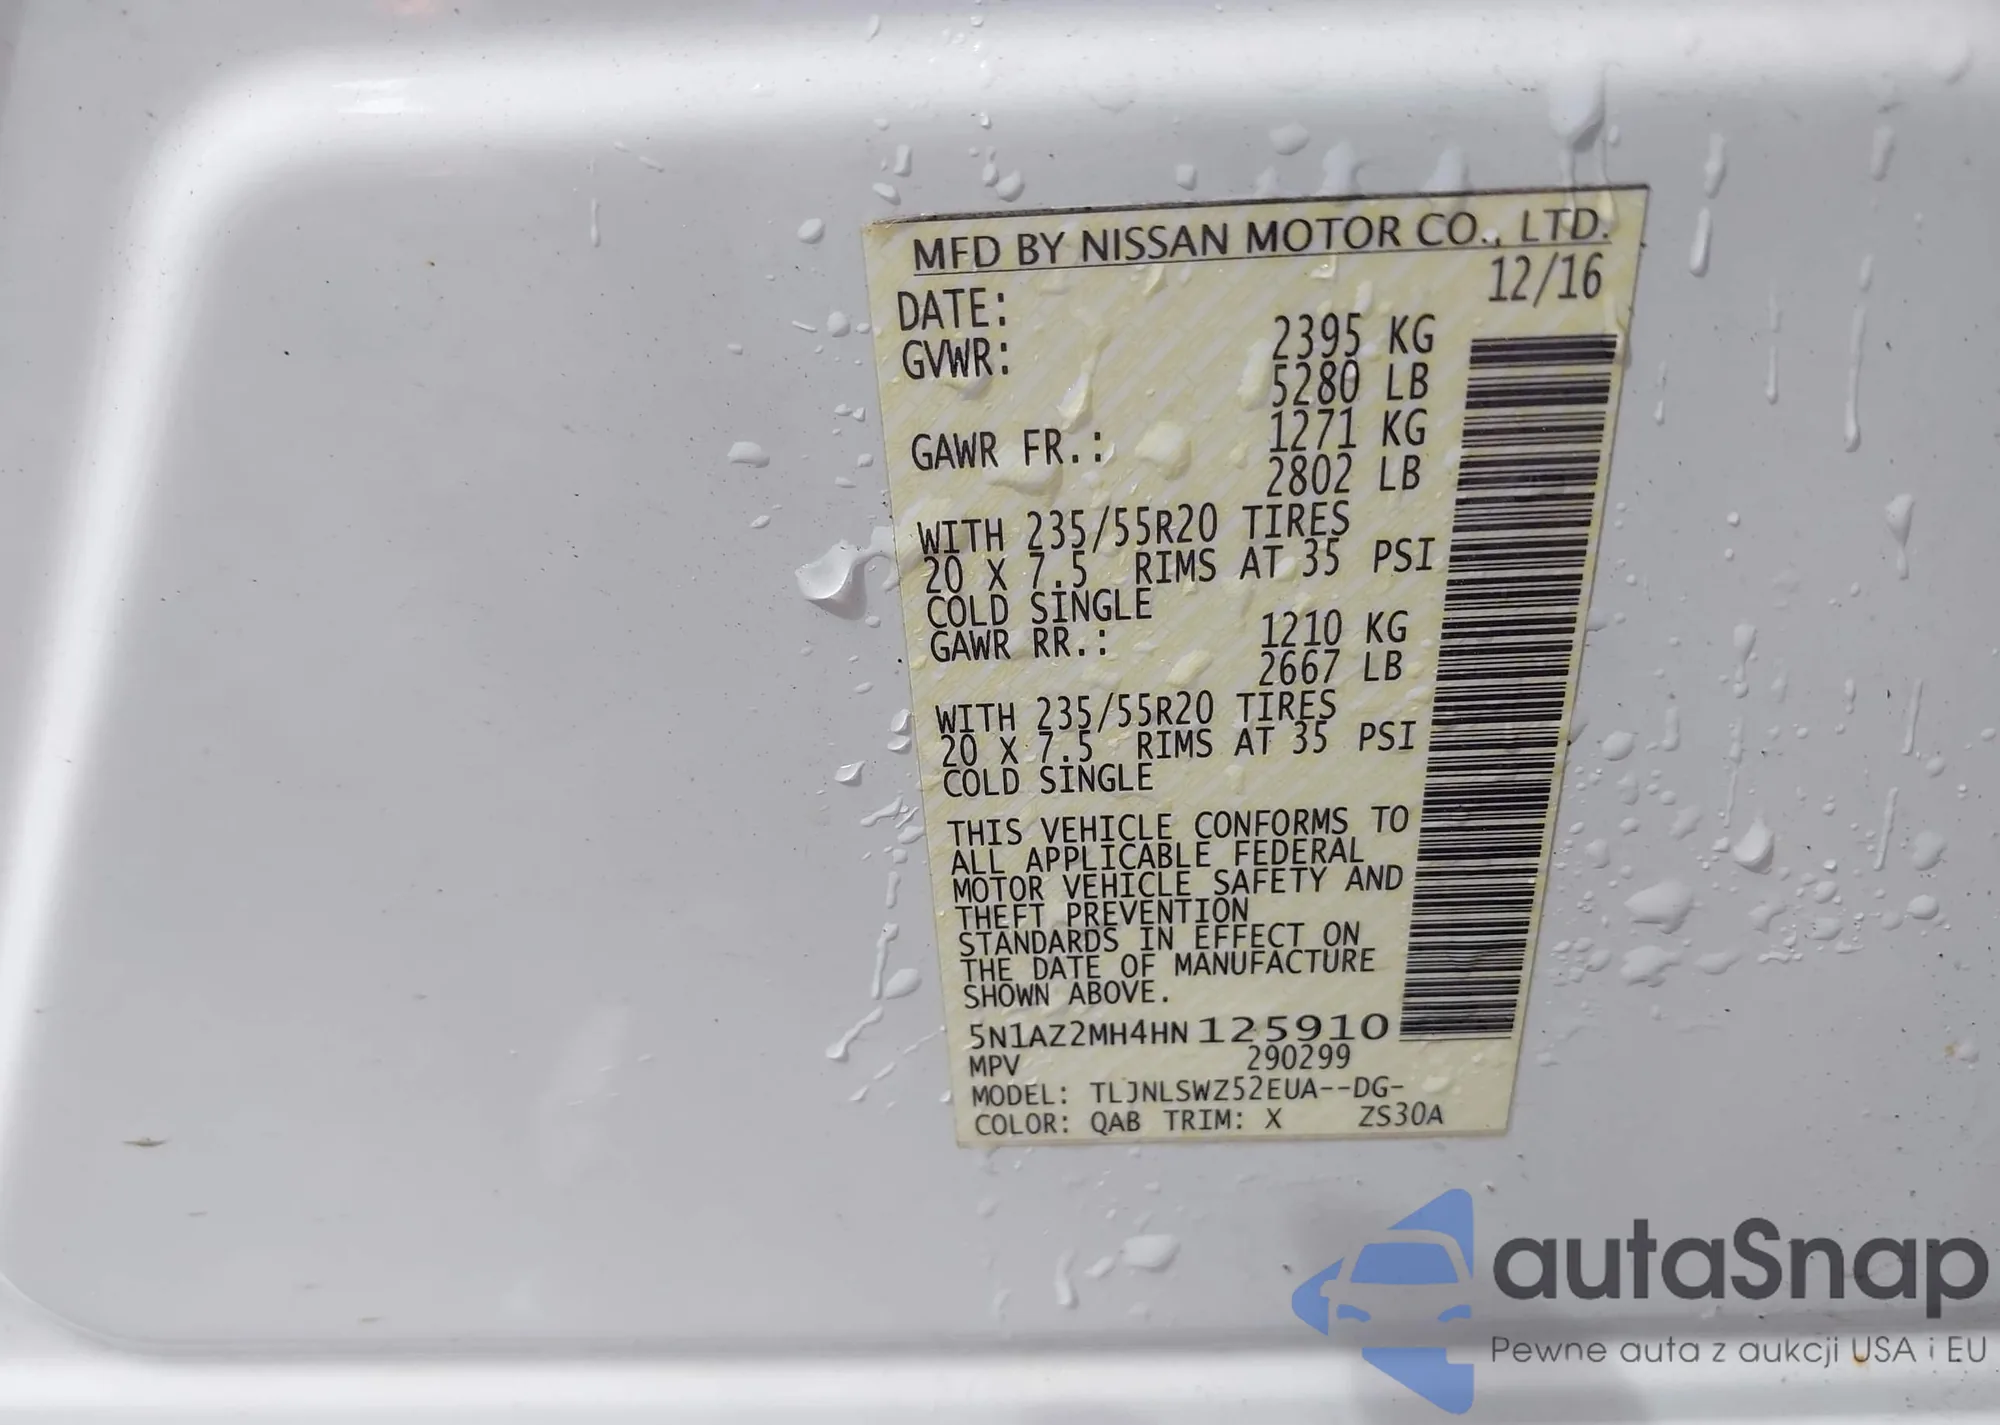 MFD BY NISSAN MOTOR CO., LTD.
DATE: 12/16
GVWR: 2395 KG
5280 LB
GAWR FR.: 1271 KG
2802 LB
WITH 235/55R20 TIRES
20 X 7.5 RIMS AT 35 PSI
COLD SINGLE
GAWR RR.: 1210 KG
2667 LB
WITH 235/55R20 TIRES
20 X 7.5 RIMS AT 35 PSI
COLD SINGLE
THIS VEHICLE CONFORMS TO
ALL APPLICABLE FEDERAL
MOTOR VEHICLE SAFETY AND
THEFT PREVENTION
STANDARDS IN EFFECT ON
THE DATE OF MANUFACTURE
SHOWN ABOVE.
5N1AZ2MH4HN125910
MPV 290299
MODEL: TLJNLSWZ52EUA--DG-
COLOR: QAB TRIM: X ZS30A
autaSnap
Pewne auta z aukcji USA i EU